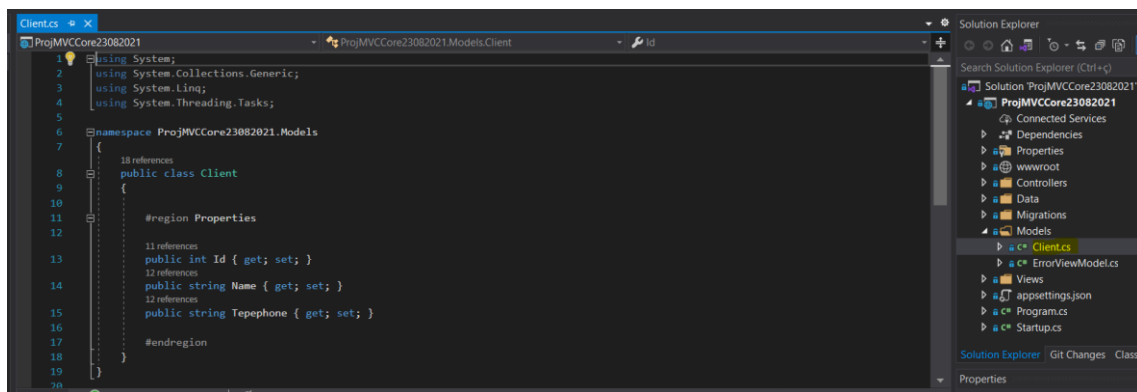 Client.cs
ProjMVCCore23082021
ProjMVCCore23082021.Models.Client
Id
1 using System;
2 using System.Collections.Generic;
3 using System.Linq;
4 using System.Threading.Tasks;
5
6 namespace ProjMVCCore23082021.Models
7 {
18 references
8 public class Client
9 {
10
11 #region Properties
12
11 references
13 public int Id { get; set; }
12 references
14 public string Name { get; set; }
12 references
15 public string Tepephone { get; set; }
16
17 #endregion
18 }
19 }
20
Solution Explorer
Search Solution Explorer (Ctrl+ç)
Solution 'ProjMVCCore23082021'
ProjMVCCore23082021
Connected Services
Dependencies
Properties
wwwroot
Controllers
Data
Migrations
Models
C# Client.cs
C# ErrorViewModel.cs
Views
appsettings.json
C# Program.cs
C# Startup.cs
Solution Explorer Git Changes Class
Properties